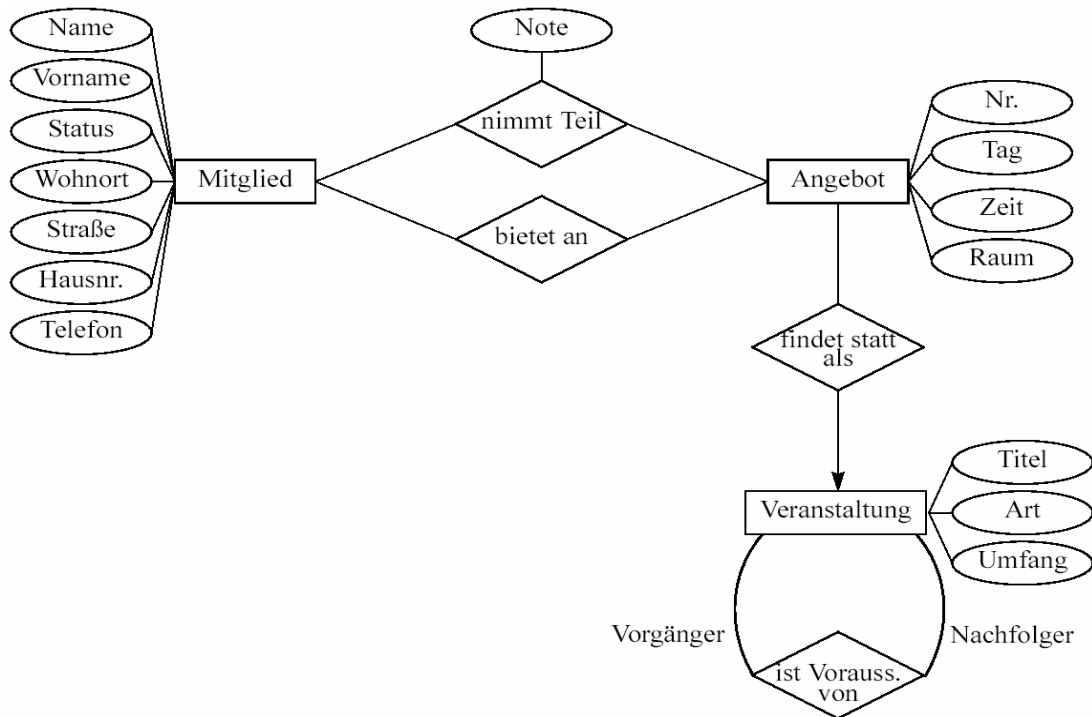 Name
Note
Vorname
Nr.
Status
nimmt Teil
Tag
Wohnort
Mitglied
Angebot
Zeit
Straße
bietet an
Raum
Hausnr.
Telefon
findet statt
als
Titel
Veranstaltung
Art
Umfang
Vorgänger
Nachfolger
ist Vorauss.
von